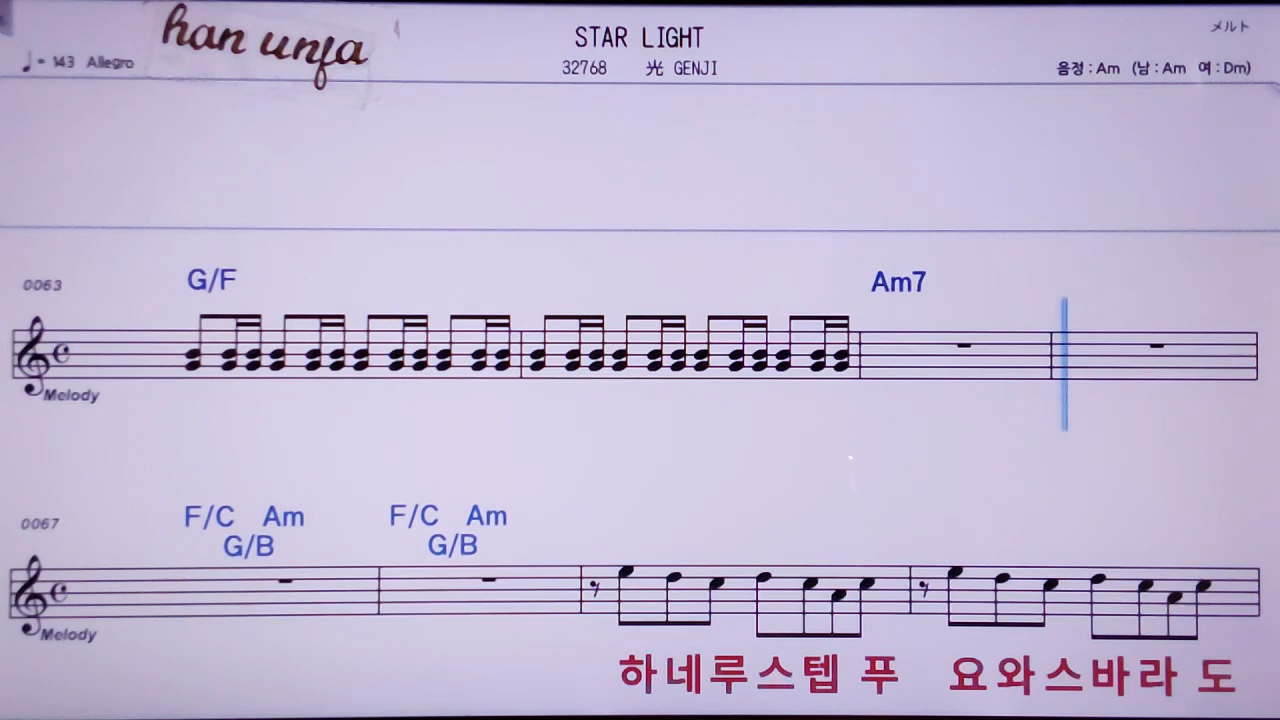 han unfa
STAR LIGHT
メルト
♩ = 143 Allegro
32768 光 GENJI
음정 : Am (남 : Am 여 : Dm)
0063 G/F Am7
Melody
0067 F/C Am F/C Am
G/B G/B
Melody
하네루스텝 푸 요와스바라 도